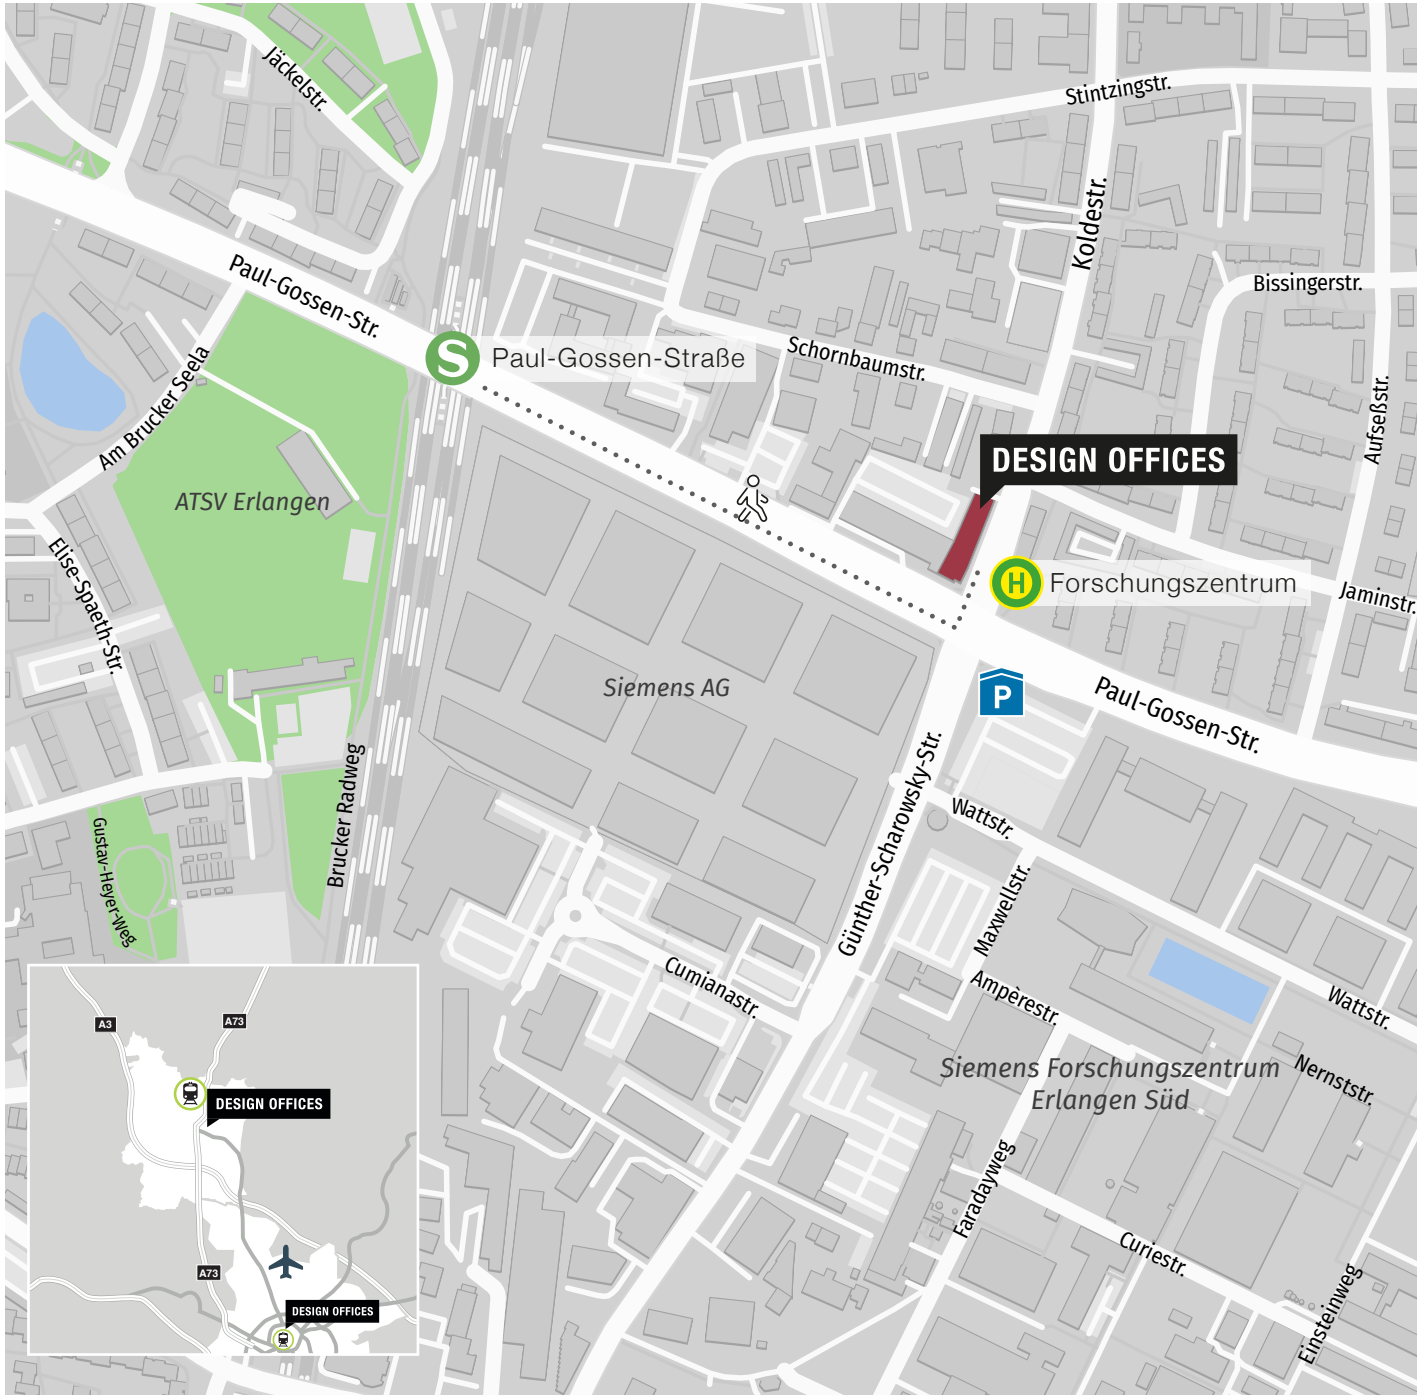 Jäckelstr.
Stintzingstr.
Koldestr.
Paul-Gossen-Str.
Bissingerstr.
S Paul-Gossen-Straße
Schornbaumstr.
Am Brucker Seela
Aufseßstr.
DESIGN OFFICES
ATSV Erlangen
Elise-Spaeth-Str.
H Forschungszentrum
Jaminstr.
Siemens AG
P
Paul-Gossen-Str.
Günther-Scharowsky-Str.
Brucker Radweg
Wattstr.
Gustav-Heyer-Weg
Maxwellstr.
Cumianastr.
Ampèrestr.
Wattstr.
Nernststr.
Siemens Forschungszentrum
Erlangen Süd
Faradayweg
Curiestr.
Einsteinweg
A3
A73
DESIGN OFFICES
A73
DESIGN OFFICES